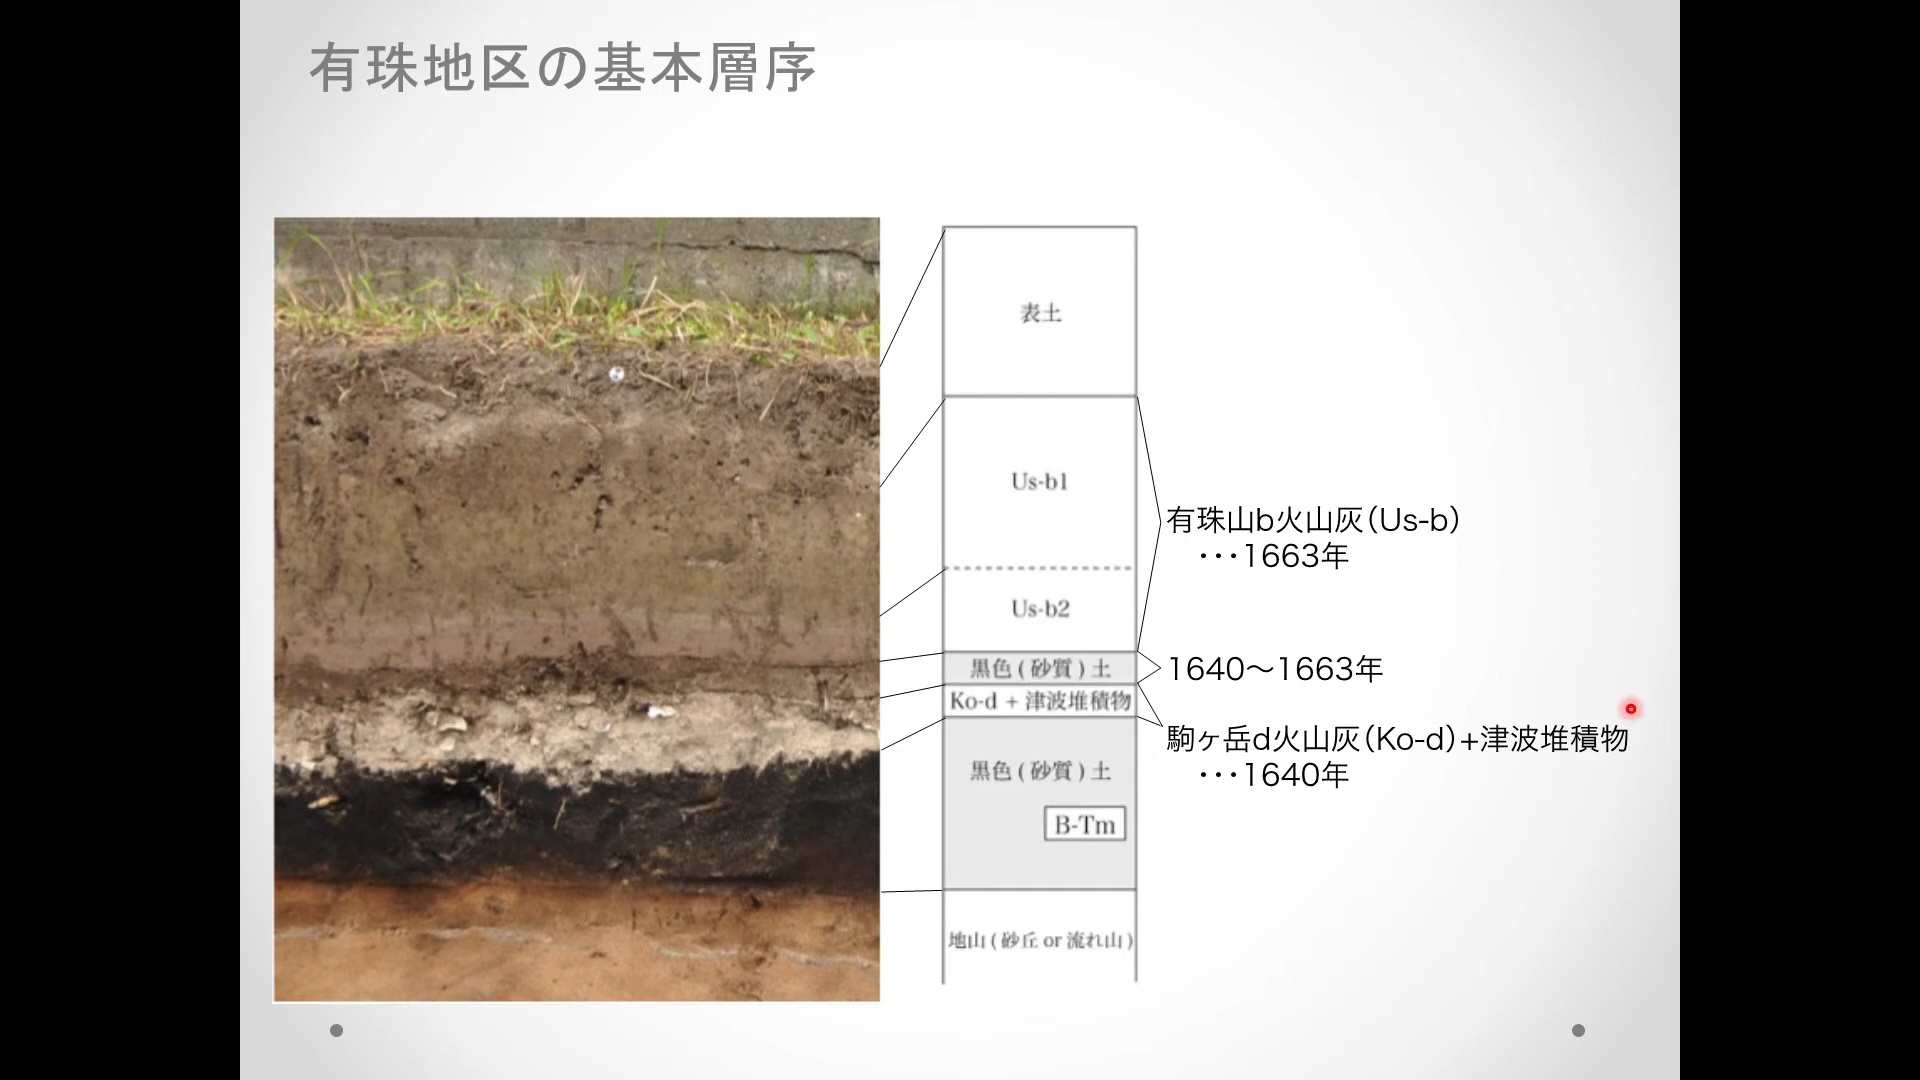 有珠地区の基本層序
表土
Us-b1
Us-b2
黒色(砂質)土
Ko-d + 津波堆積物
黒色(砂質)土
B-Tm
地山(砂丘 or 流れ山)
有珠山b火山灰(Us-b)
･･･1663年
1640〜1663年
駒ヶ岳d火山灰(Ko-d)+津波堆積物
･･･1640年